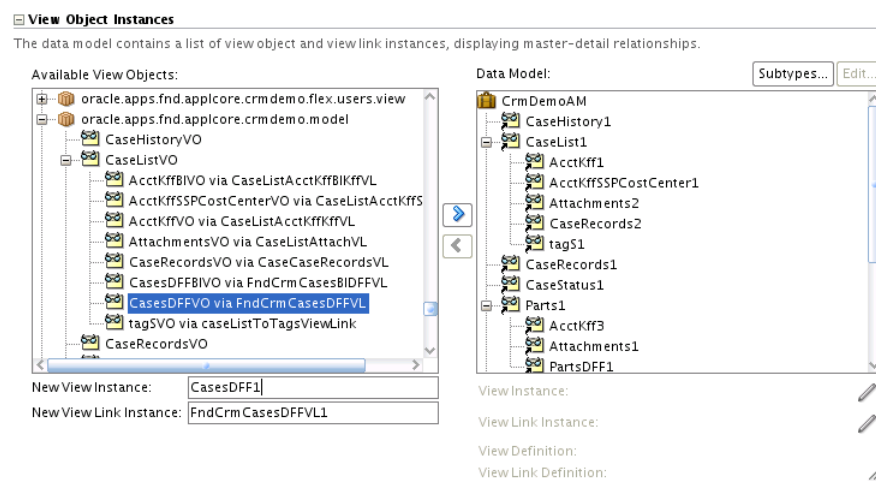 View Object Instances
The data model contains a list of view object and view link instances, displaying master-detail relationships.
Available View Objects:
oracle.apps.fnd.applcore.crmdemo.flex.users.view
oracle.apps.fnd.applcore.crmdemo.model
CaseHistoryVO
CaseListVO
AcctKffBIVO via CaseListAcctKffBIKffVL
AcctKffSSPCostCenterVO via CaseListAcctKffS
AcctKffVO via CaseListAcctKffKffVL
AttachmentsVO via CaseListAttachVL
CaseRecordsVO via CaseCaseRecordsVL
CasesDFFBIVO via FndCrmCasesBIDFFVL
CasesDFFVO via FndCrmCasesDFFVL
tagSVO via caseListToTagsViewLink
CaseRecordsVO
New View Instance: CasesDFF1
New View Link Instance: FndCrmCasesDFFVL1
Data Model:
Subtypes... Edit...
CrmDemoAM
CaseHistory1
CaseList1
AcctKff1
AcctKffSSPCostCenter1
Attachments2
CaseRecords2
tagS1
CaseRecords1
CaseStatus1
Parts1
AcctKff3
Attachments1
PartsDFF1
View Instance:
View Link Instance:
View Definition:
View Link Definition: